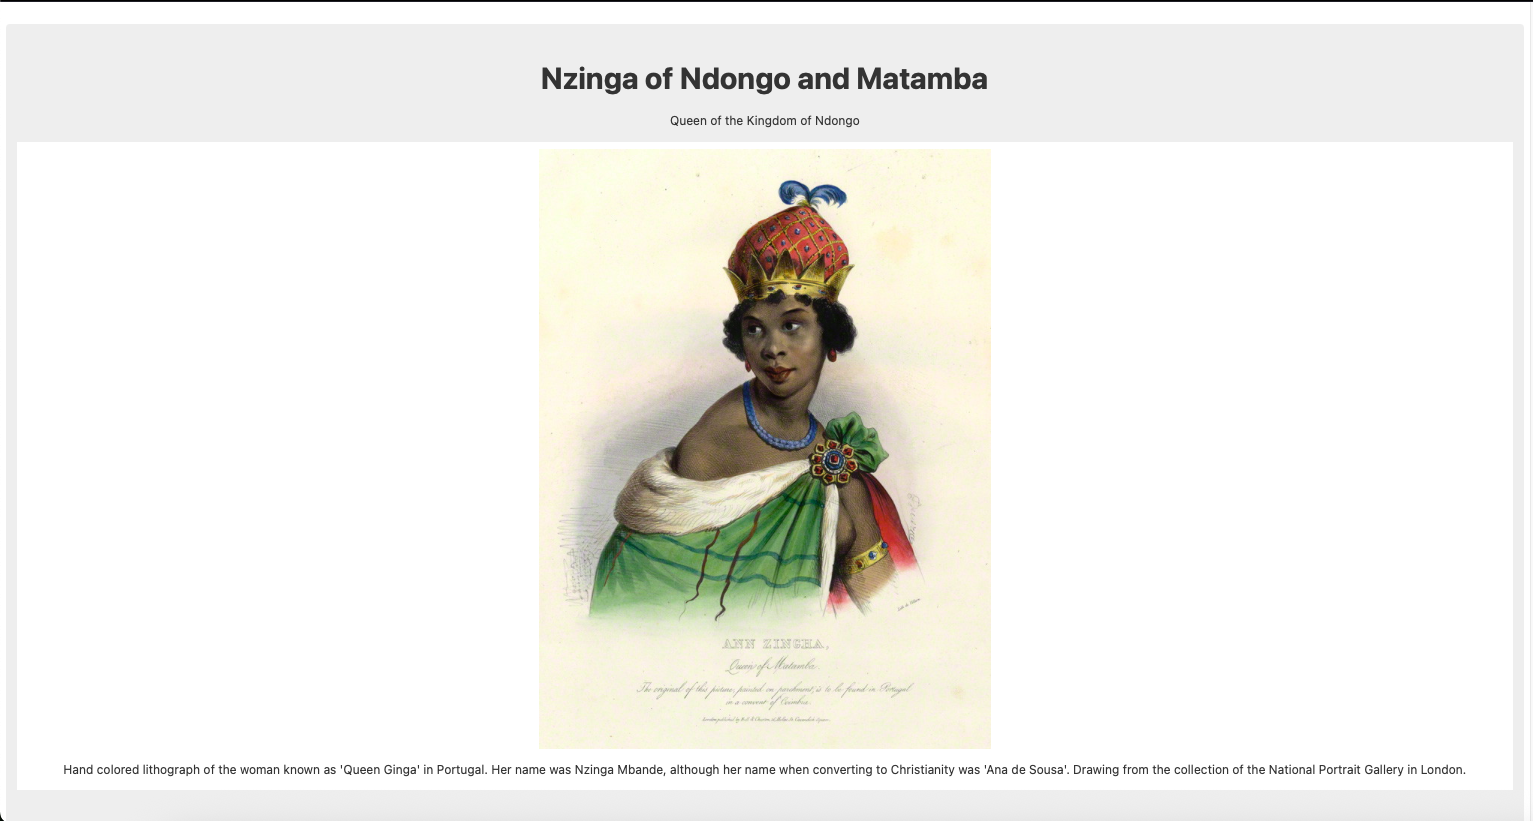 Nzinga of Ndongo and Matamba
Queen of the Kingdom of Ndongo
ANN ZINGHA,
Queen of Matamba.
The original of this picture, painted on parchment, is to be found in Portugal
in a convent of Coimbra.
Hand colored lithograph of the woman known as 'Queen Ginga' in Portugal. Her name was Nzinga Mbande, although her name when converting to Christianity was 'Ana de Sousa'. Drawing from the collection of the National Portrait Gallery in London.